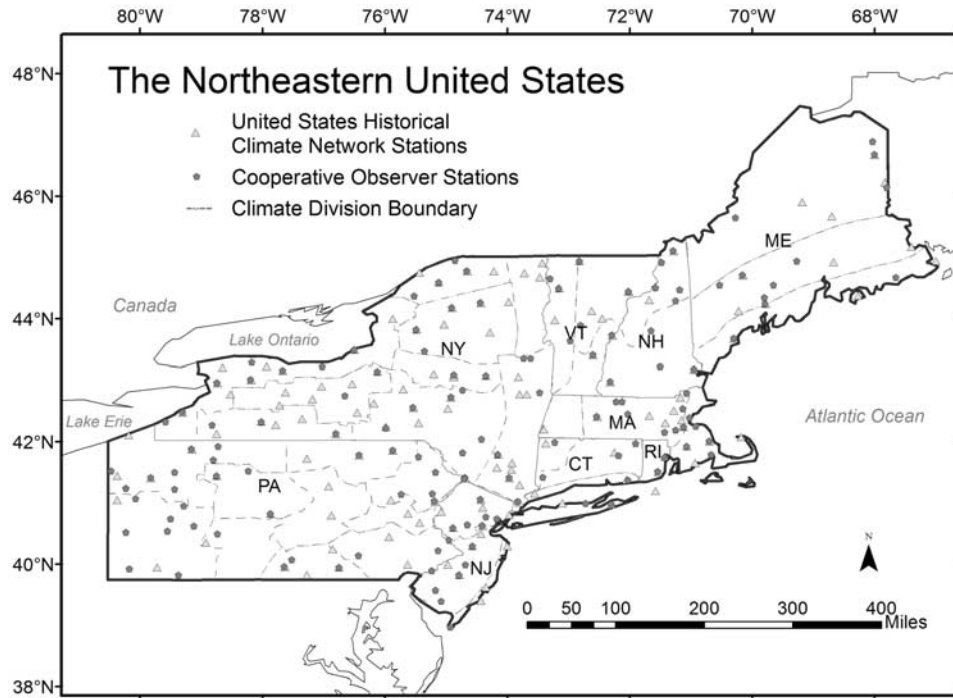 80°W 78°W 76°W 74°W 72°W 70°W 68°W
48°N
The Northeastern United States
United States Historical
Climate Network Stations
Cooperative Observer Stations
Climate Division Boundary
46°N
ME
Canada
44°N
Lake Ontario
NY
VT
NH
Lake Erie
Atlantic Ocean
42°N
MA
CT
RI
PA
N
40°N
NJ
0 50 100 200 300 400
Miles
38°N